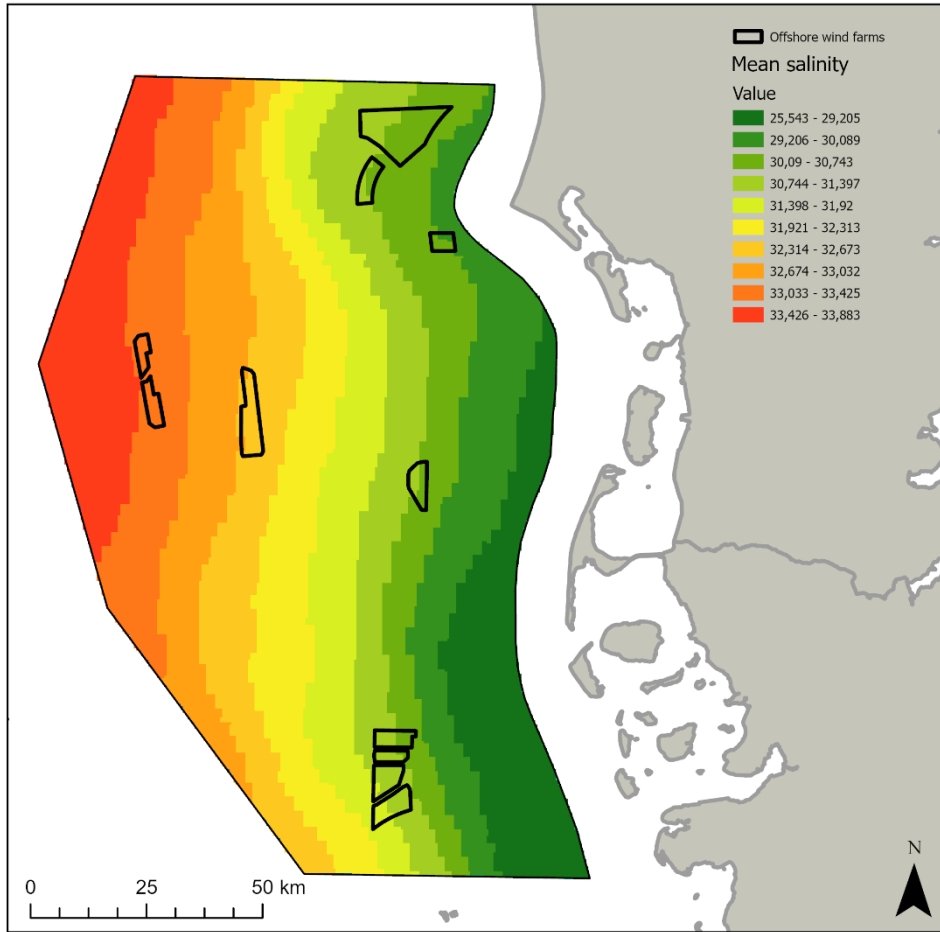 Offshore wind farms
Mean salinity
Value
25,543 - 29,205
29,206 - 30,089
30,09 - 30,743
30,744 - 31,397
31,398 - 31,92
31,921 - 32,313
32,314 - 32,673
32,674 - 33,032
33,033 - 33,425
33,426 - 33,883
N
0 25 50 km